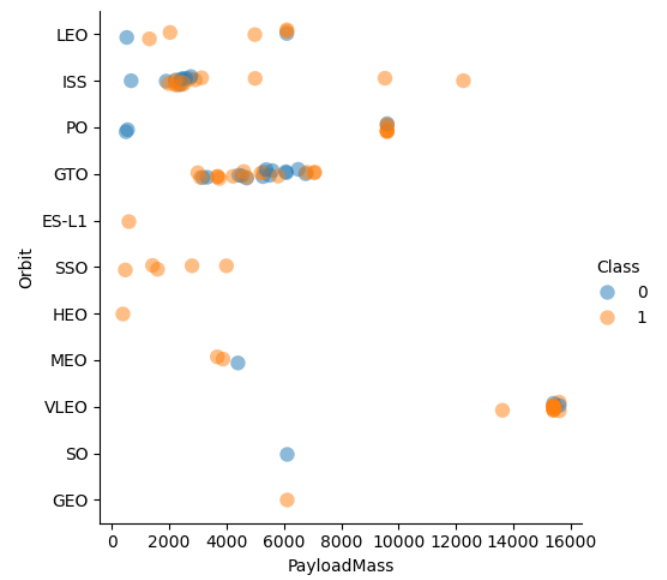 LEO
ISS
PO
GTO
ES-L1
SSO
HEO
MEO
VLEO
SO
GEO
Orbit
0 2000 4000 6000 8000 10000 12000 14000 16000
PayloadMass
Class
0
1